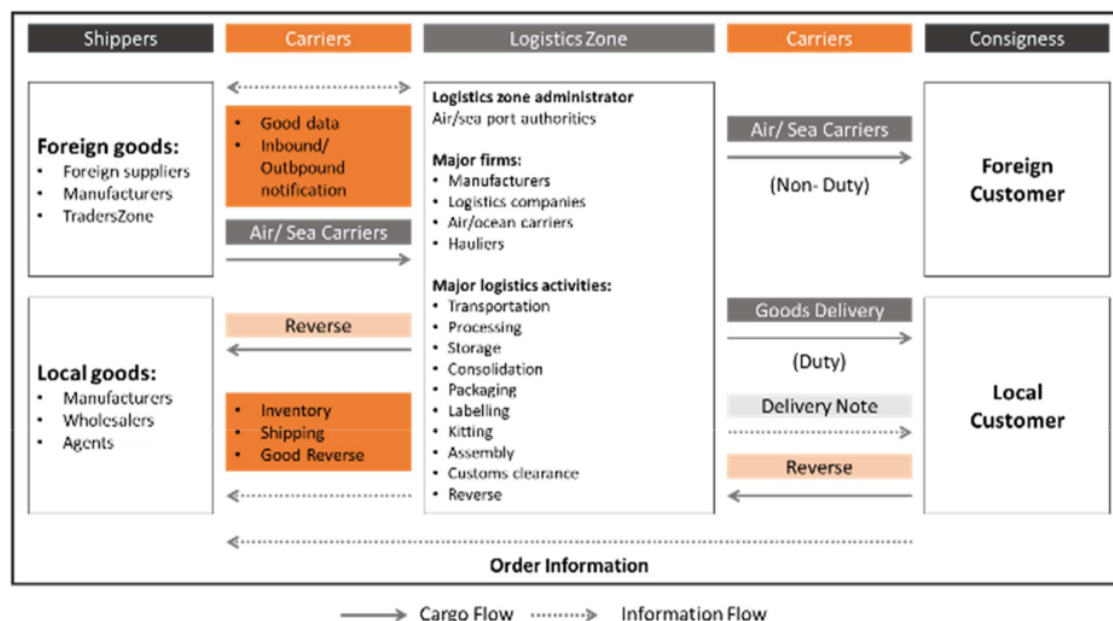 Shippers
Carriers
Logistics Zone
Carriers
Consigness
Foreign goods:
• Foreign suppliers
• Manufacturers
• TradersZone
Local goods:
• Manufacturers
• Wholesalers
• Agents
• Good data
• Inbound/
Outbpound
notification
Air/ Sea Carriers
Reverse
• Inventory
• Shipping
• Good Reverse
Logistics zone administrator
Air/sea port authorities
Major firms:
• Manufacturers
• Logistics companies
• Air/ocean carriers
• Hauliers
Major logistics activities:
• Transportation
• Processing
• Storage
• Consolidation
• Packaging
• Labelling
• Kitting
• Assembly
• Customs clearance
• Reverse
Air/ Sea Carriers
(Non- Duty)
Goods Delivery
(Duty)
Delivery Note
Reverse
Foreign
Customer
Local
Customer
Order Information
Cargo Flow
Information Flow